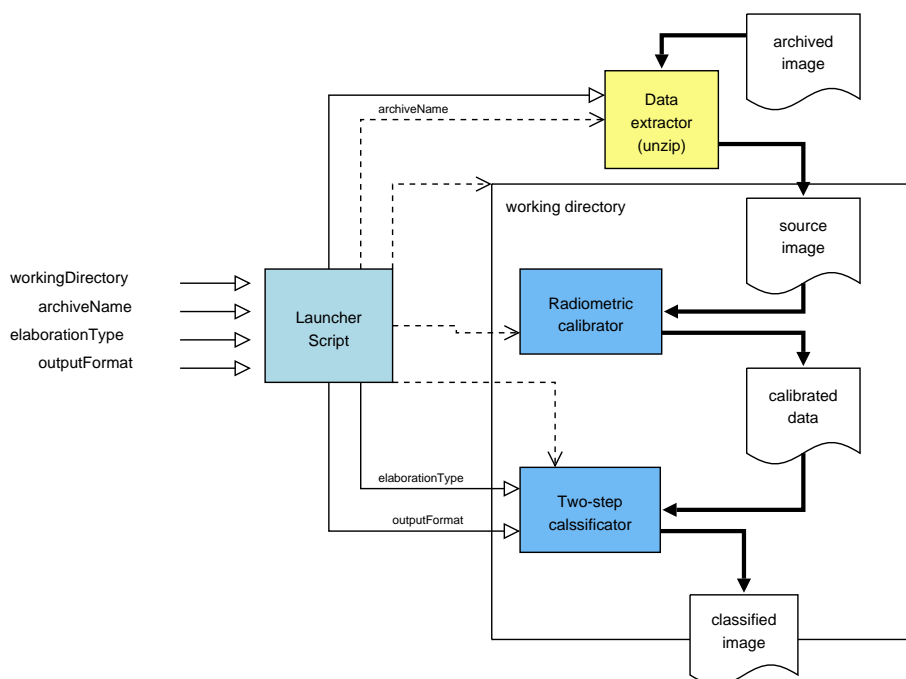 archived
image
Data
extractor
(unzip)
archiveName
working directory
source
image
workingDirectory
archiveName
elaborationType
outputFormat
Launcher
Script
Radiometric
calibrator
calibrated
data
elaborationType
outputFormat
Two-step
calssificator
classified
image